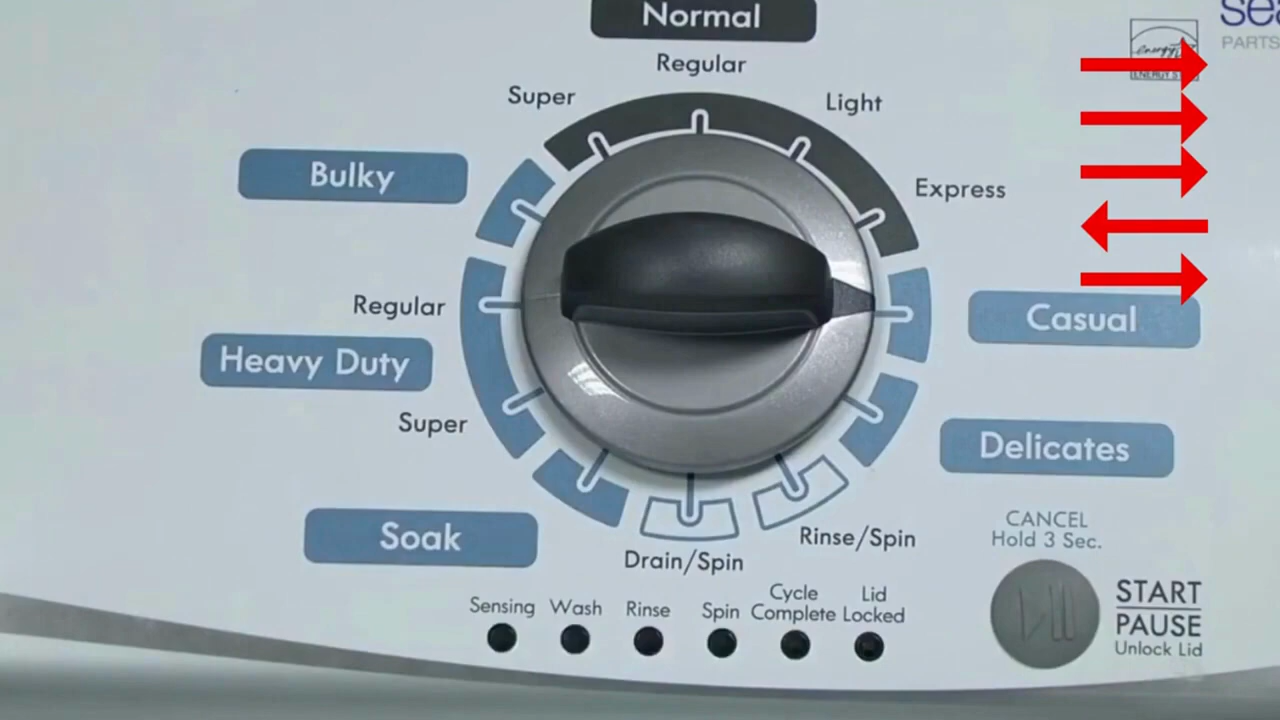 Normal
PARTS
Regular
Super
Light
Bulky
Express
Regular
Casual
Heavy Duty
Super
Delicates
Soak
CANCEL
Hold 3 Sec.
Rinse/Spin
Drain/Spin
Sensing
Wash
Rinse
Spin
Cycle
Complete
Lid
Locked
START
PAUSE
Unlock Lid